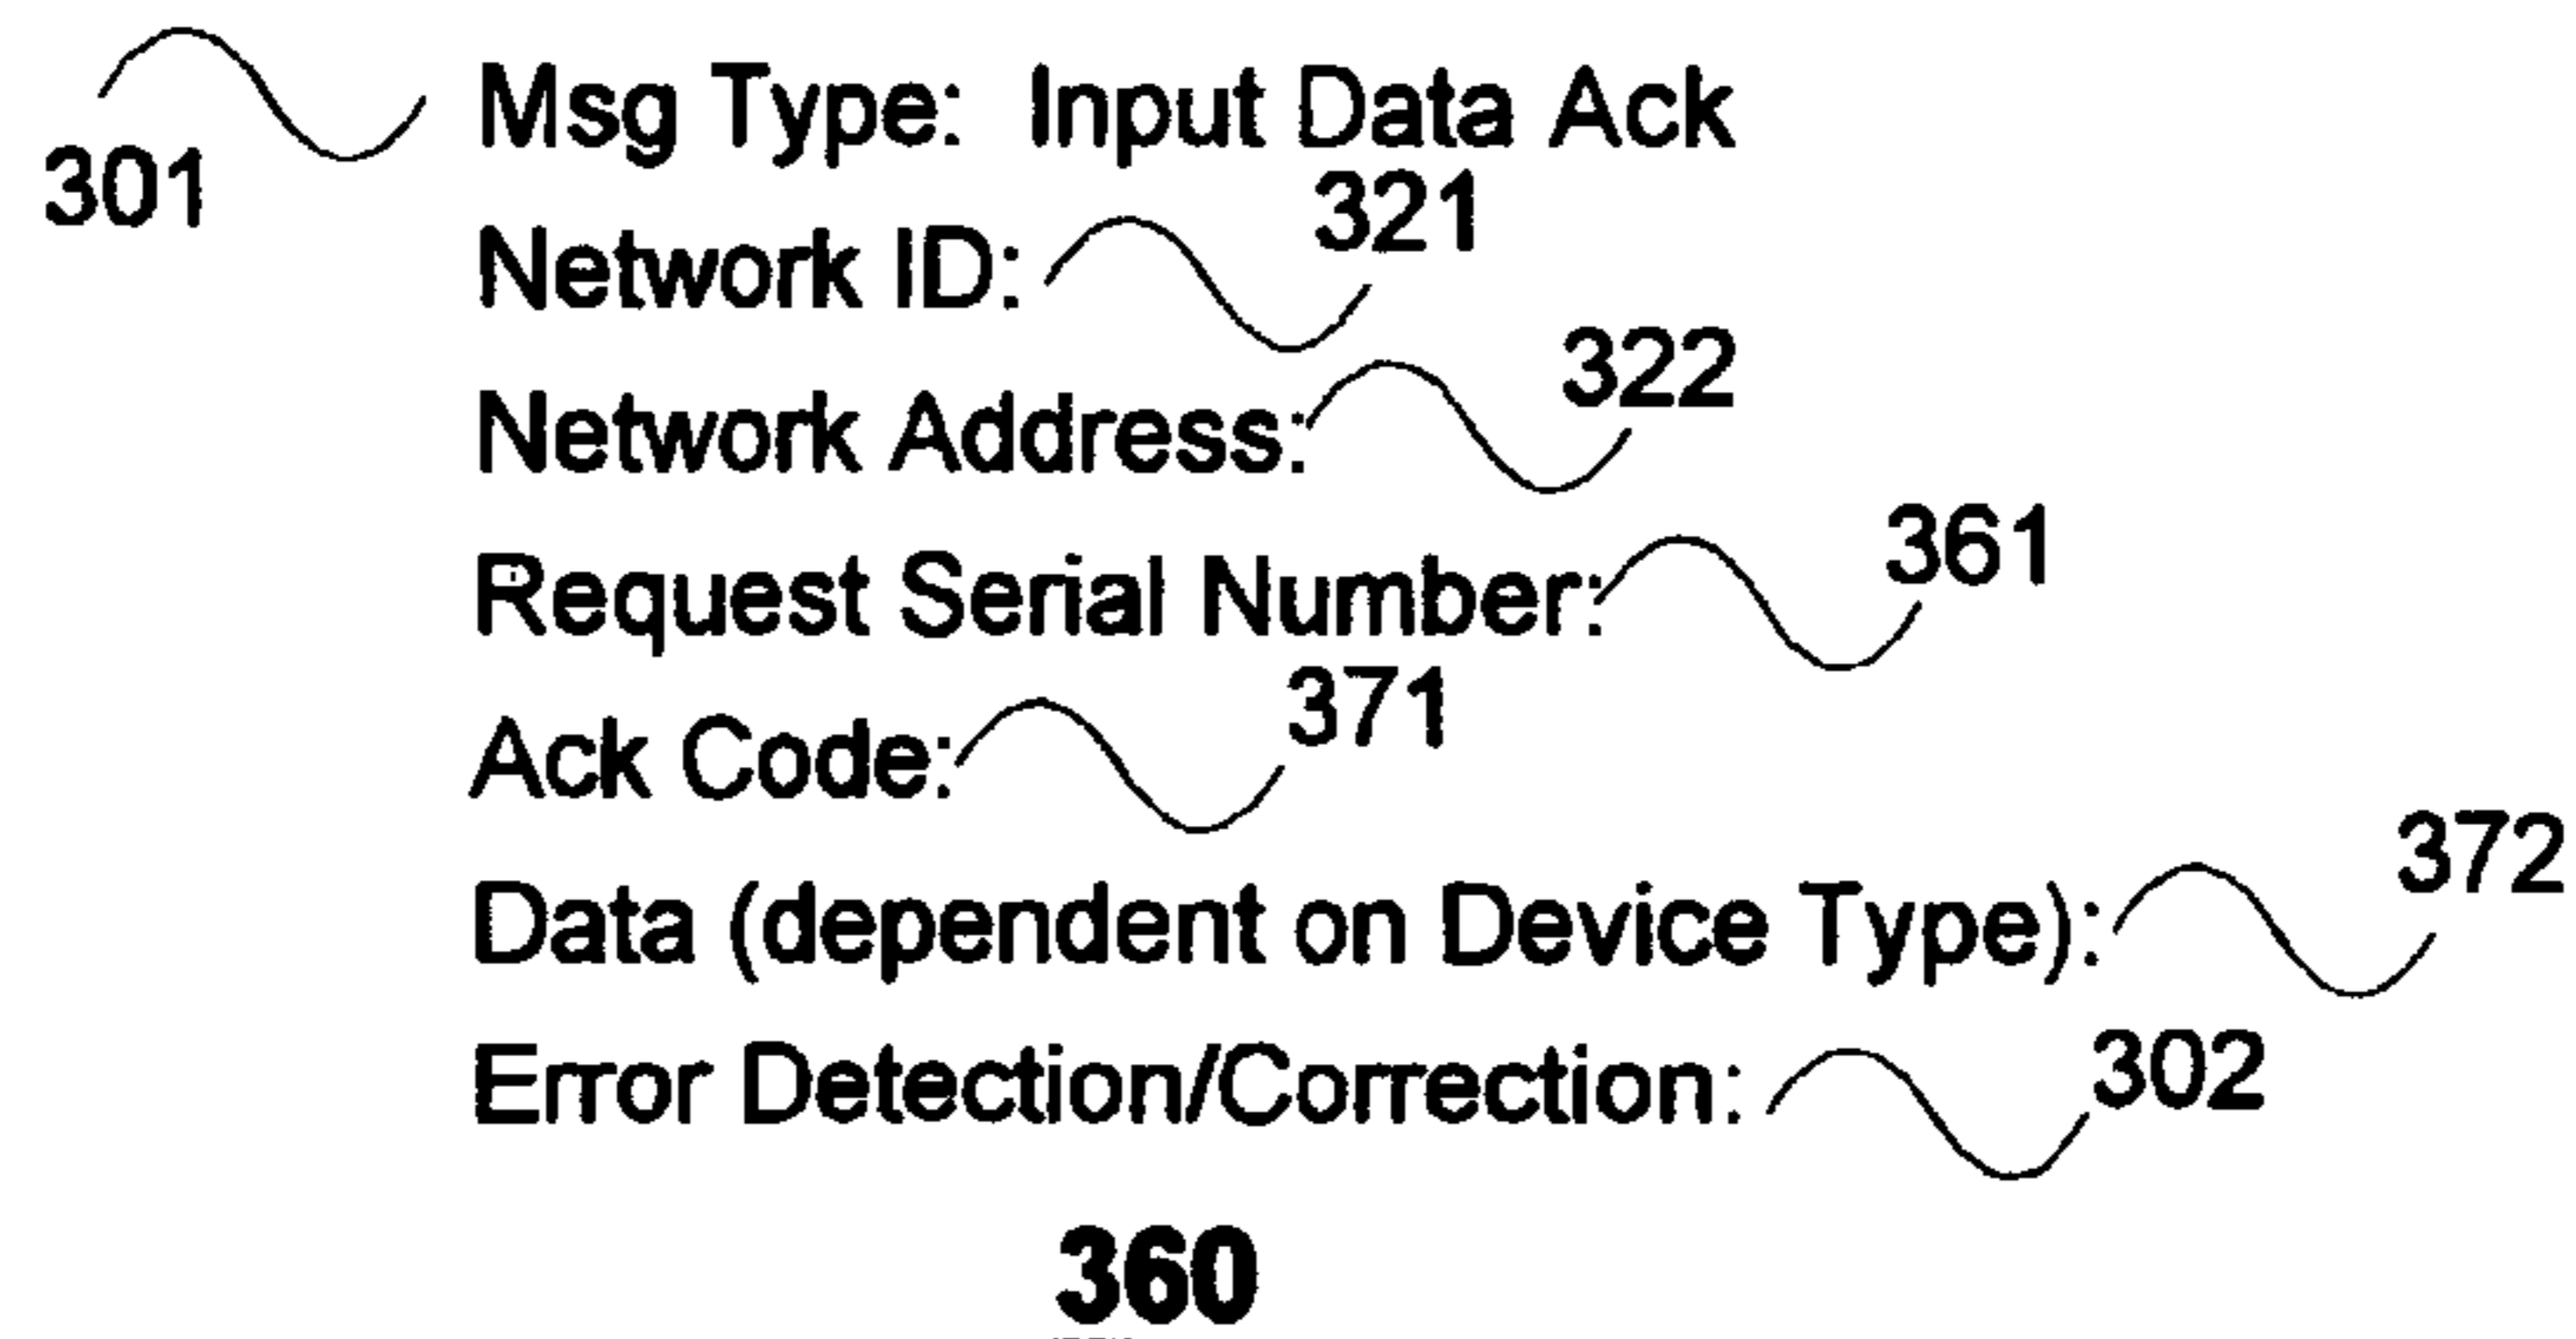 301 Msg Type: Input Data Ack
Network ID: 321
Network Address: 322
Request Serial Number: 361
Ack Code: 371
Data (dependent on Device Type): 372
Error Detection/Correction: 302
360